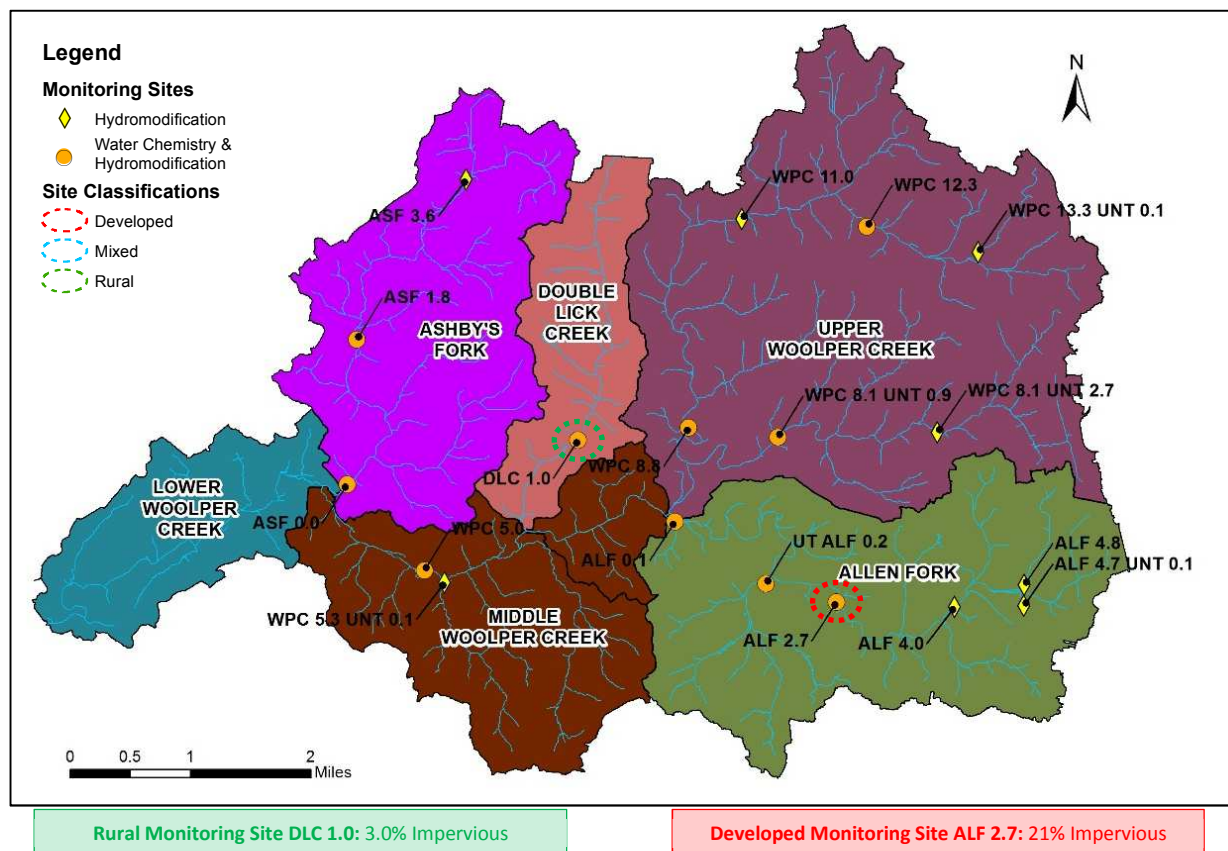 Legend
Monitoring Sites
Hydromodification
Water Chemistry &
Hydromodification
Site Classifications
Developed
Mixed
Rural
N
ASF 3.6
ASF 1.8
ASHBY'S
FORK
DOUBLE
LICK
CREEK
WPC 11.0
WPC 12.3
WPC 13.3 UNT 0.1
UPPER
WOOLPER CREEK
WPC 8.1 UNT 0.9
WPC 8.1 UNT 2.7
WPC 8.8
DLC 1.0
LOWER
WOOLPER
CREEK
ASF 0.0
WPC 5.0
ALF 0.1
UT ALF 0.2
ALF 4.8
ALF 4.7 UNT 0.1
ALLEN FORK
WPC 5.3 UNT 0.1
MIDDLE
WOOLPER CREEK
ALF 2.7
ALF 4.0
0 0.5 1 2
Miles
Rural Monitoring Site DLC 1.0: 3.0% Impervious
Developed Monitoring Site ALF 2.7: 21% Impervious